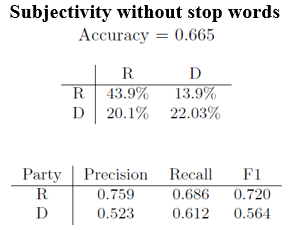 Subjectivity without stop words
Accuracy = 0.665
R D
R 43.9% 13.9%
D 20.1% 22.03%
Party Precision Recall F1
R 0.759 0.686 0.720
D 0.523 0.612 0.564